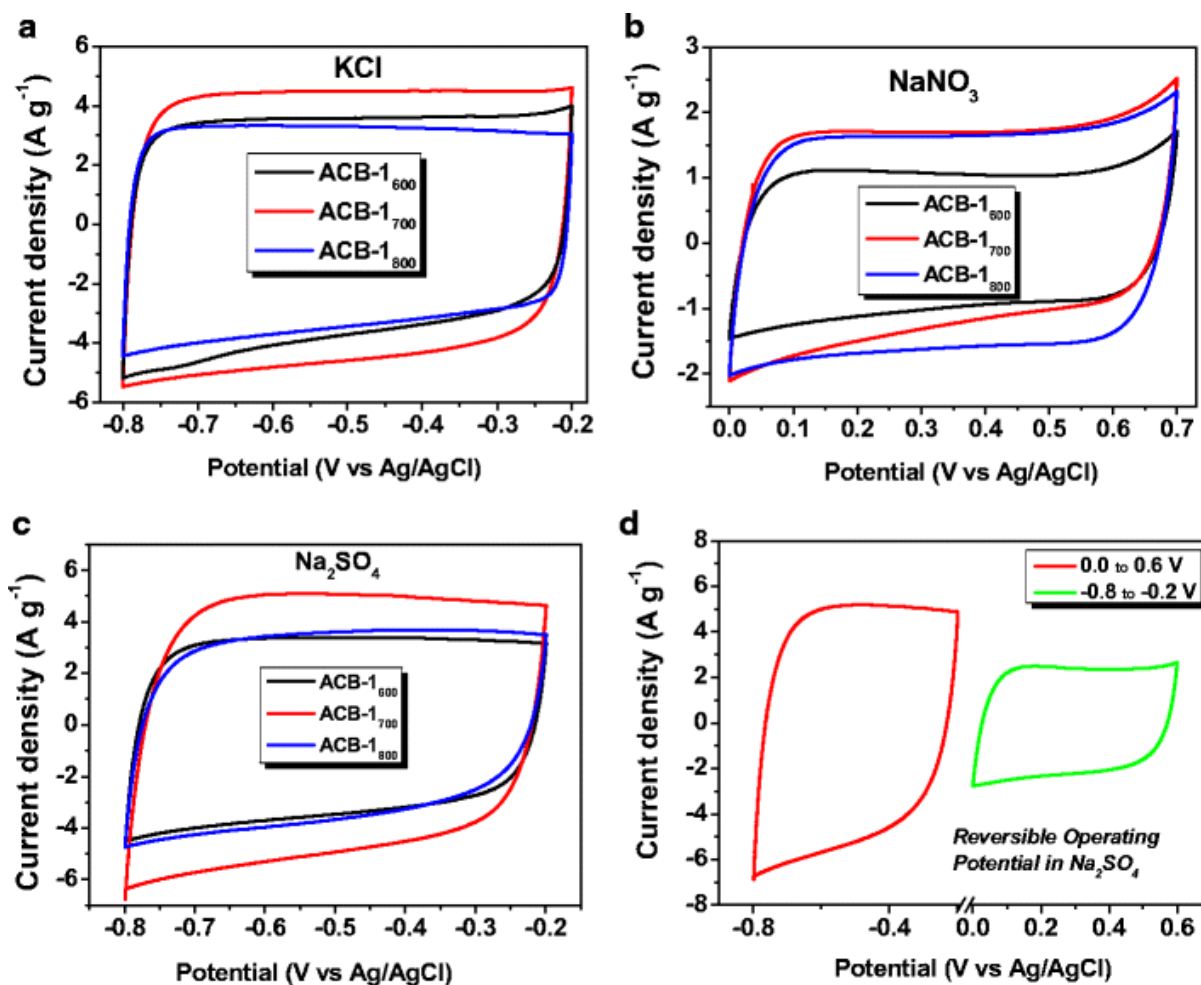 a
KCl
ACB-1₆₀₀
ACB-1₇₀₀
ACB-1₈₀₀
Current density (A g⁻¹)
6
4
2
0
-2
-4
-6
-0.8 -0.7 -0.6 -0.5 -0.4 -0.3 -0.2
Potential (V vs Ag/AgCl)
b
NaNO₃
ACB-1₆₀₀
ACB-1₇₀₀
ACB-1₈₀₀
Current density (A g⁻¹)
3
2
1
0
-1
-2
0.0 0.1 0.2 0.3 0.4 0.5 0.6 0.7
Potential (V vs Ag/AgCl)
c
Na₂SO₄
ACB-1₆₀₀
ACB-1₇₀₀
ACB-1₈₀₀
Current density (A g⁻¹)
6
4
2
0
-2
-4
-6
-0.8 -0.7 -0.6 -0.5 -0.4 -0.3 -0.2
Potential (V vs Ag/AgCl)
d
0.0 to 0.6 V
-0.8 to -0.2 V
Reversible Operating
Potential in Na₂SO₄
Current density (A g⁻¹)
8
6
4
2
0
-2
-4
-6
-8
-0.8 -0.4 0.0 0.2 0.4 0.6
Potential (V vs Ag/AgCl)